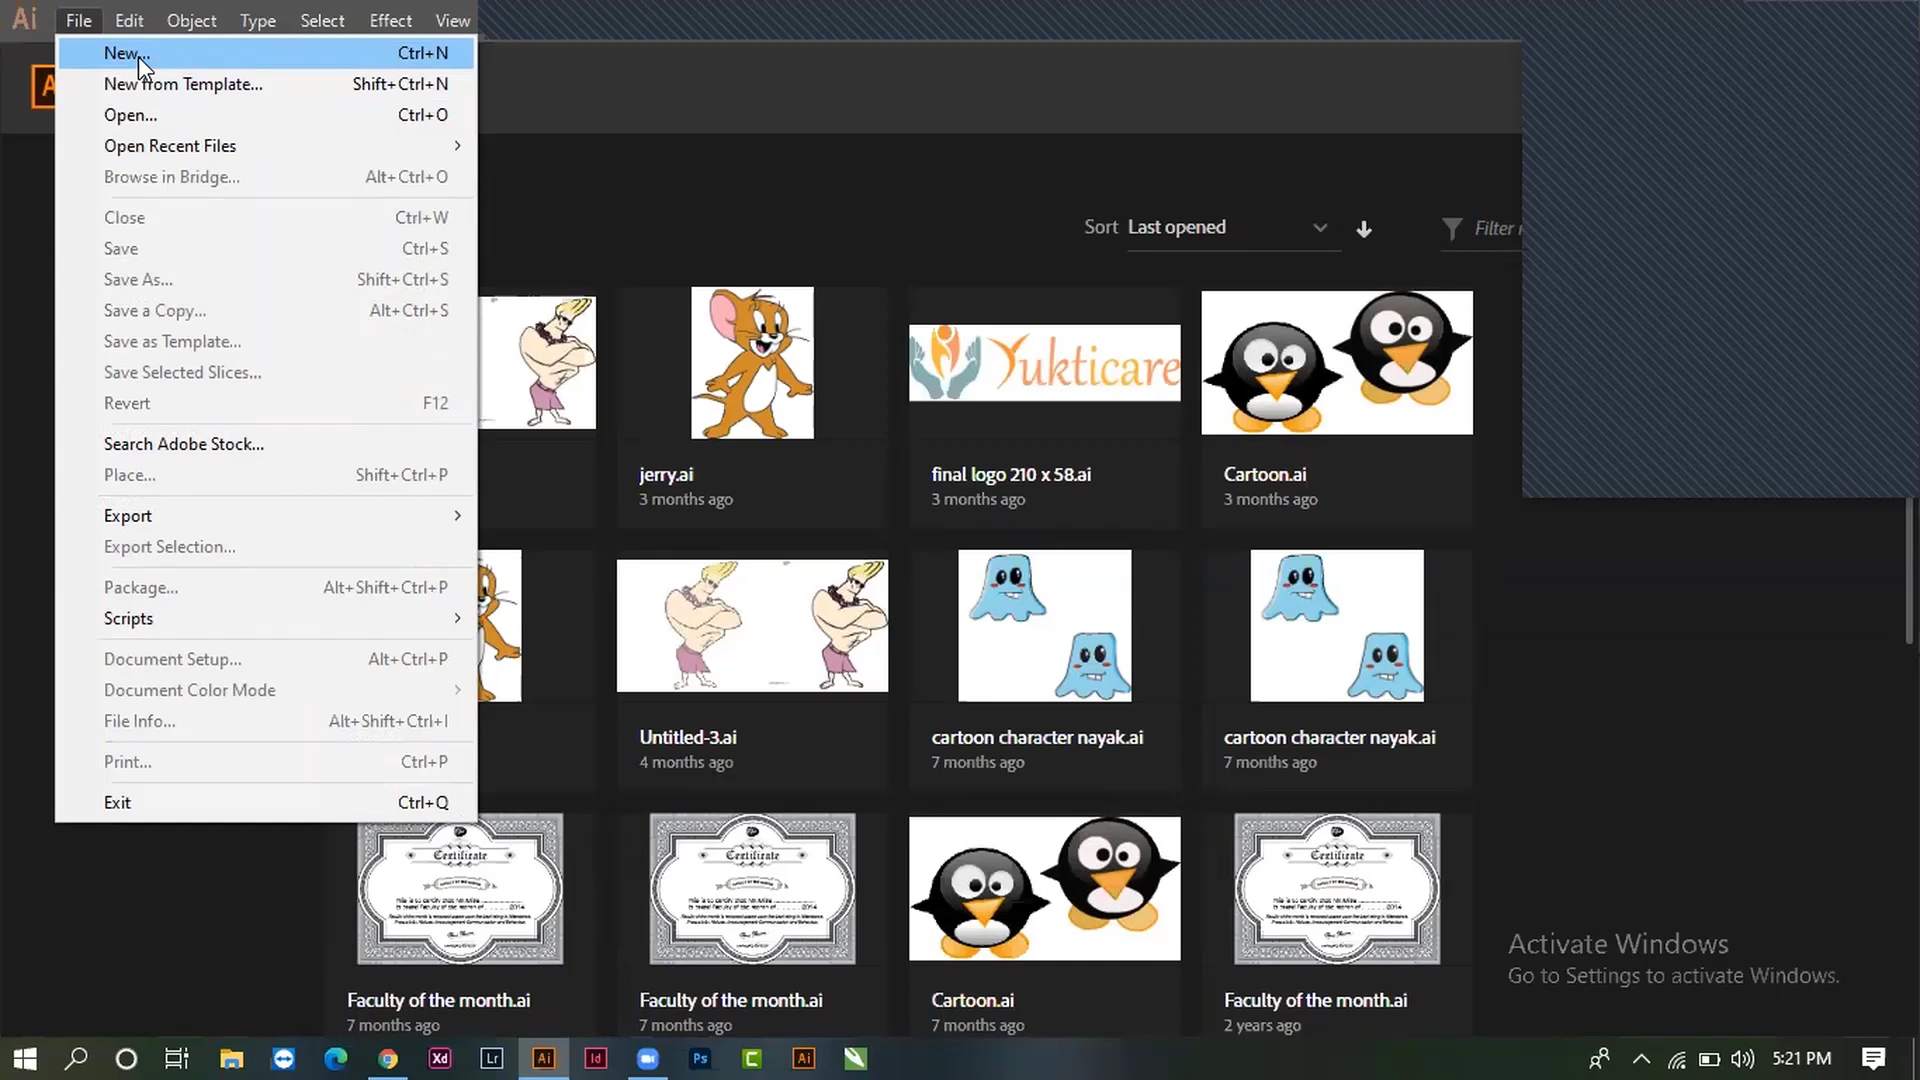 Ai File Edit Object Type Select Effect View
New... Ctrl+N
New from Template... Shift+Ctrl+N
Open... Ctrl+O
Open Recent Files
Browse in Bridge... Alt+Ctrl+O
Close Ctrl+W
Save Ctrl+S
Save As... Shift+Ctrl+S
Save a Copy... Alt+Ctrl+S
Save as Template...
Save Selected Slices...
Revert F12
Search Adobe Stock...
Place... Shift+Ctrl+P
Export
Export Selection...
Package... Alt+Shift+Ctrl+P
Scripts
Document Setup... Alt+Ctrl+P
Document Color Mode
File Info... Alt+Shift+Ctrl+I
Print... Ctrl+P
Exit Ctrl+Q
Sort Last opened Filter
Yukticare
jerry.ai
3 months ago
final logo 210 x 58.ai
3 months ago
Cartoon.ai
3 months ago
Untitled-3.ai
4 months ago
cartoon character nayak.ai
7 months ago
cartoon character nayak.ai
7 months ago
Certificate
Certificate
Certificate
Faculty of the month.ai
7 months ago
Faculty of the month.ai
7 months ago
Cartoon.ai
7 months ago
Faculty of the month.ai
2 years ago
Activate Windows
Go to Settings to activate Windows.
Xd Lr Ai Id Ps C Ai
5:21 PM